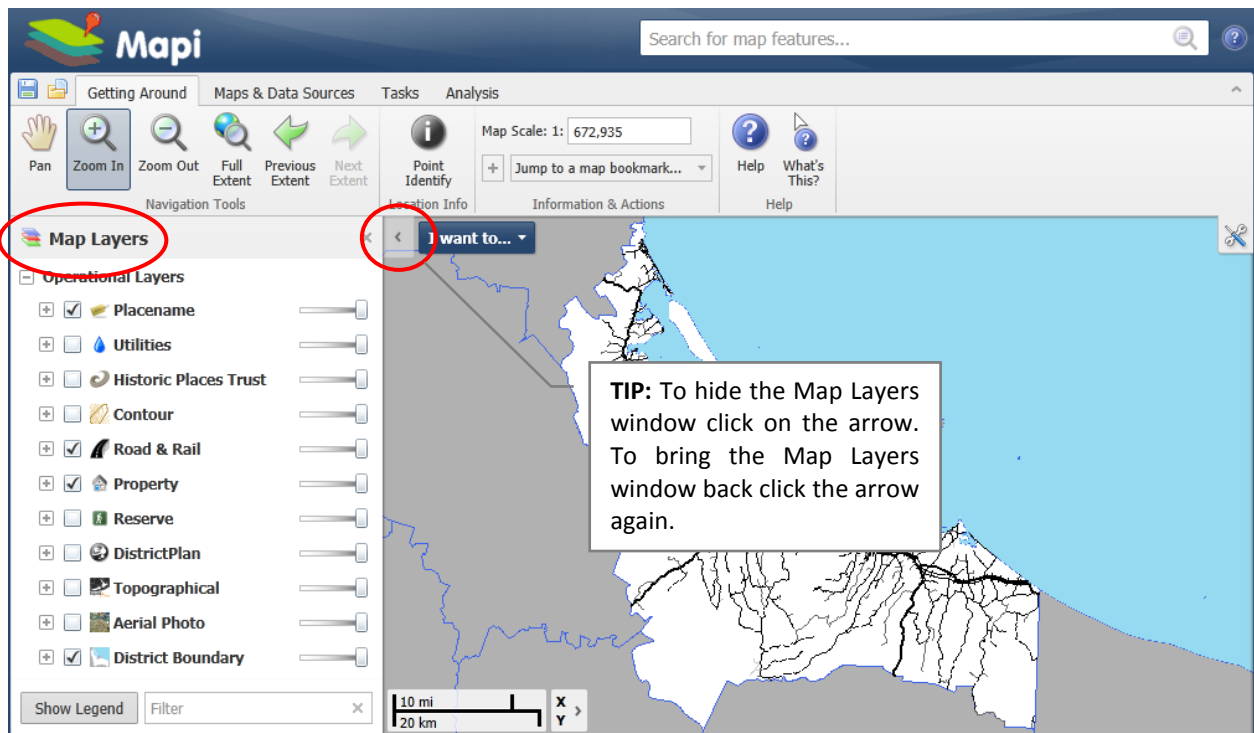 Mapi
Search for map features...
Getting Around Maps & Data Sources Tasks Analysis
Pan
Zoom In
Zoom Out
Full Extent
Previous Extent
Next Extent
Navigation Tools
Point Identify
Location Info
Map Scale: 1: 672,935
Jump to a map bookmark...
Information & Actions
Help
What's This?
Help
Map Layers
I want to...
Operational Layers
Placename
Utilities
Historic Places Trust
Contour
Road & Rail
Property
Reserve
DistrictPlan
Topographical
Aerial Photo
District Boundary
Show Legend
Filter
TIP: To hide the Map Layers
window click on the arrow.
To bring the Map Layers
window back click the arrow
again.
10 mi
20 km
X
Y